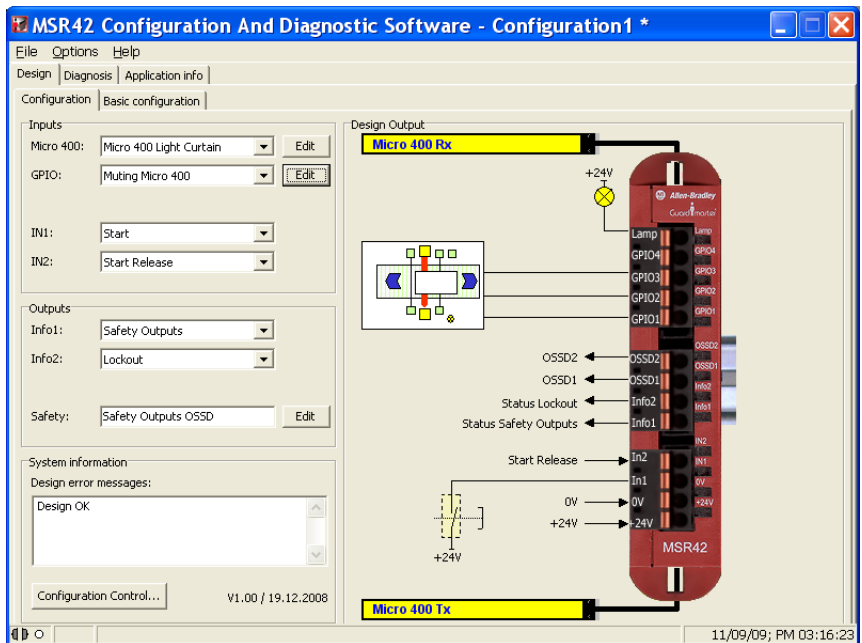 MSR42 Configuration And Diagnostic Software - Configuration1 *
File Options Help
Design Diagnosis Application info
Configuration Basic configuration
Inputs
Micro 400: Micro 400 Light Curtain Edit
GPIO: Muting Micro 400 Edit
IN1: Start
IN2: Start Release
Outputs
Info1: Safety Outputs
Info2: Lockout
Safety: Safety Outputs OSSD Edit
System information
Design error messages:
Design OK
Configuration Control... V1.00 / 19.12.2008
Design Output
Micro 400 Rx
+24V
Allen-Bradley
Guardmaster
Lamp Lamp
GPIO4 GPIO4
GPIO3 GPIO3
GPIO2 GPIO2
GPIO1 GPIO1
OSSD2
OSSD2 OSSD2
OSSD1
OSSD1 OSSD1
Status Lockout Info2 Info2
Status Safety Outputs Info1 Info1
IN2
Start Release In2 IN1
In1 0V
0V 0V +24V
+24V +24V
+24V
MSR42
Micro 400 Tx
11/09/09; PM 03:16:23